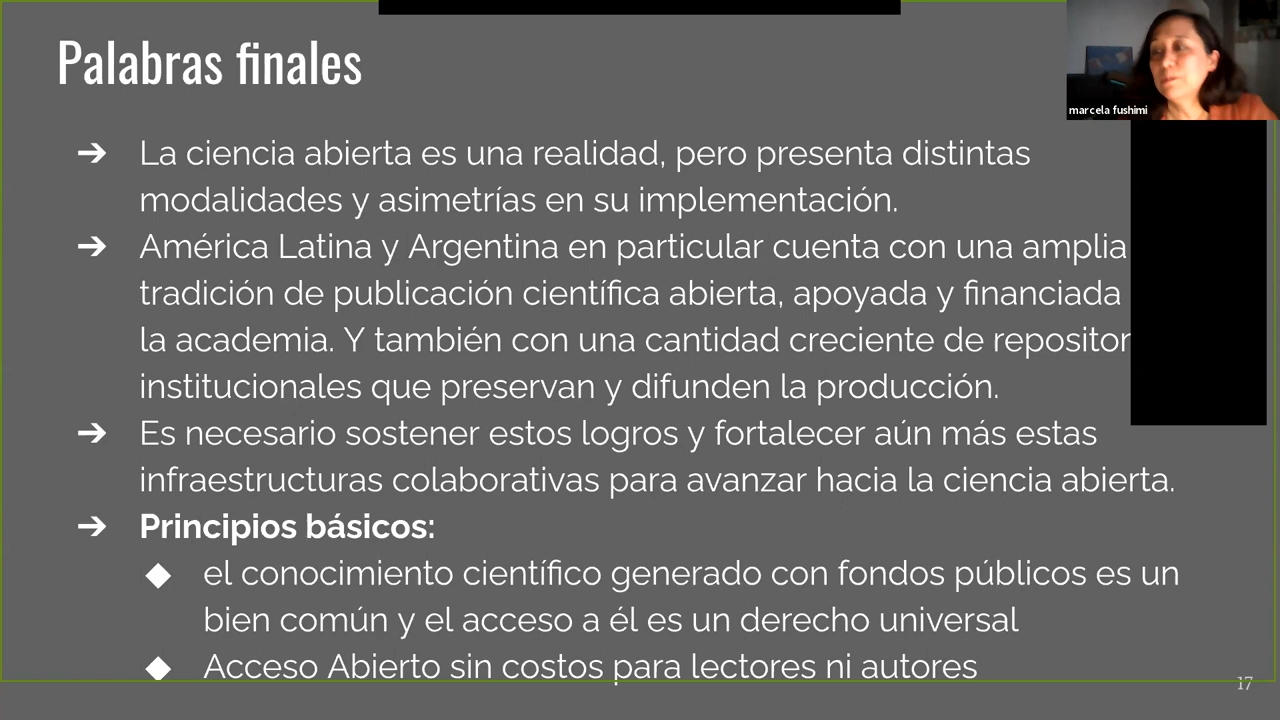 Palabras finales
marcela fushimi
➔ La ciencia abierta es una realidad, pero presenta distintas
modalidades y asimetrías en su implementación.
➔ América Latina y Argentina en particular cuenta con una amplia
tradición de publicación científica abierta, apoyada y financiada
la academia. Y también con una cantidad creciente de repositor
institucionales que preservan y difunden la producción.
➔ Es necesario sostener estos logros y fortalecer aún más estas
infraestructuras colaborativas para avanzar hacia la ciencia abierta.
➔ Principios básicos:
◆ el conocimiento científico generado con fondos públicos es un
bien común y el acceso a él es un derecho universal
◆ Acceso Abierto sin costos para lectores ni autores
17